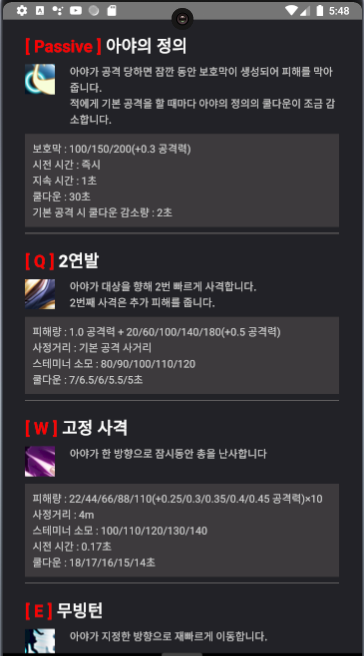 5:48
[ Passive ] 아야의 정의
아야가 공격 당하면 잠깐 동안 보호막이 생성되어 피해를 막아
줍니다.
적에게 기본 공격을 할 때마다 아야의 정의의 쿨다운이 조금 감
소합니다.
보호막 : 100/150/200(+0.3 공격력)
시전 시간 : 즉시
지속 시간 : 1초
쿨다운 : 30초
기본 공격 시 쿨다운 감소량 : 2초
[ Q ] 2연발
아야가 대상을 향해 2번 빠르게 사격합니다.
2번째 사격은 추가 피해를 줍니다.
피해량 : 1.0 공격력 + 20/60/100/140/180(+0.5 공격력)
사정거리 : 기본 공격 사거리
스테미너 소모 : 80/90/100/110/120
쿨다운 : 7/6.5/6/5.5/5초
[ W ] 고정 사격
아야가 한 방향으로 잠시동안 총을 난사합니다
피해량 : 22/44/66/88/110(+0.25/0.3/0.35/0.4/0.45 공격력)×10
사정거리 : 4m
스테미너 소모 : 100/110/120/130/140
시전 시간 : 0.17초
쿨다운 : 18/17/16/15/14초
[ E ] 무빙턴
아야가 지정한 방향으로 재빠르게 이동합니다.